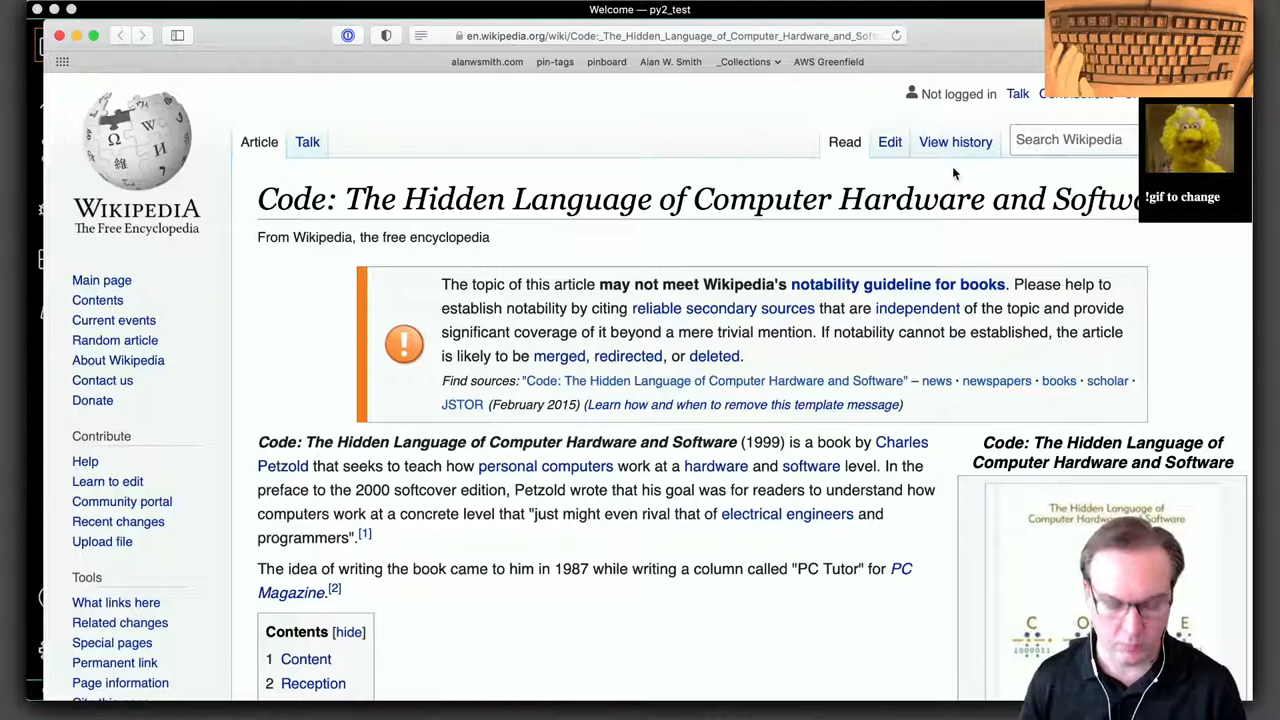 Welcome — py2_test
en.wikipedia.org/wiki/Code:_The_Hidden_Language_of_Computer_Hardware_and_Soft
alanwsmith.com pin-tags pinboard Alan W. Smith _Collections AWS Greenfield
Not logged in Talk
Article Talk Read Edit View history Search Wikipedia
!gif to change
WIKIPEDIA
The Free Encyclopedia
Code: The Hidden Language of Computer Hardware and Softw
From Wikipedia, the free encyclopedia
Main page
Contents
Current events
Random article
About Wikipedia
Contact us
Donate
Contribute
Help
Learn to edit
Community portal
Recent changes
Upload file
Tools
What links here
Related changes
Special pages
Permanent link
Page information
The topic of this article may not meet Wikipedia's notability guideline for books. Please help to
establish notability by citing reliable secondary sources that are independent of the topic and provide
significant coverage of it beyond a mere trivial mention. If notability cannot be established, the article
is likely to be merged, redirected, or deleted.
Find sources: "Code: The Hidden Language of Computer Hardware and Software" – news · newspapers · books · scholar ·
JSTOR (February 2015) (Learn how and when to remove this template message)
Code: The Hidden Language of Computer Hardware and Software (1999) is a book by Charles
Petzold that seeks to teach how personal computers work at a hardware and software level. In the
preface to the 2000 softcover edition, Petzold wrote that his goal was for readers to understand how
computers work at a concrete level that "just might even rival that of electrical engineers and
programmers".[1]
The idea of writing the book came to him in 1987 while writing a column called "PC Tutor" for PC
Magazine.[2]
Contents [hide]
1 Content
2 Reception
Code: The Hidden Language of
Computer Hardware and Software
The Hidden Language of
Computer Hardware and Software
C O E
1000011